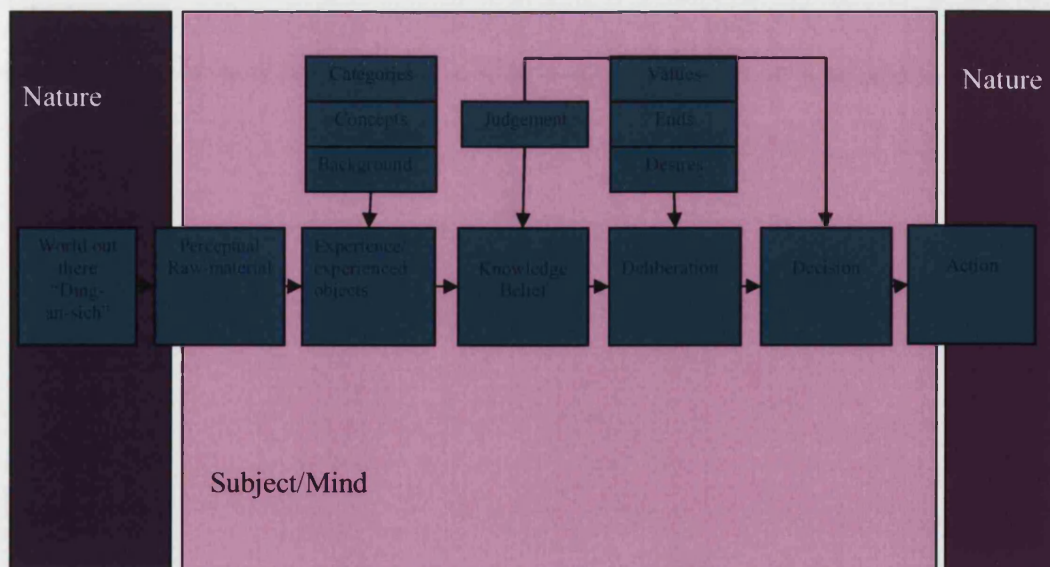 Nature
Nature
Categories
Concepts
Background
Judgement
Values
Ends
Desires
World out
there
“Ding-
an-sich”
Perceptual
Raw-material
Experience/
experienced
objects
Knowledge
Belief
Deliberation
Decision
Action
Subject/Mind